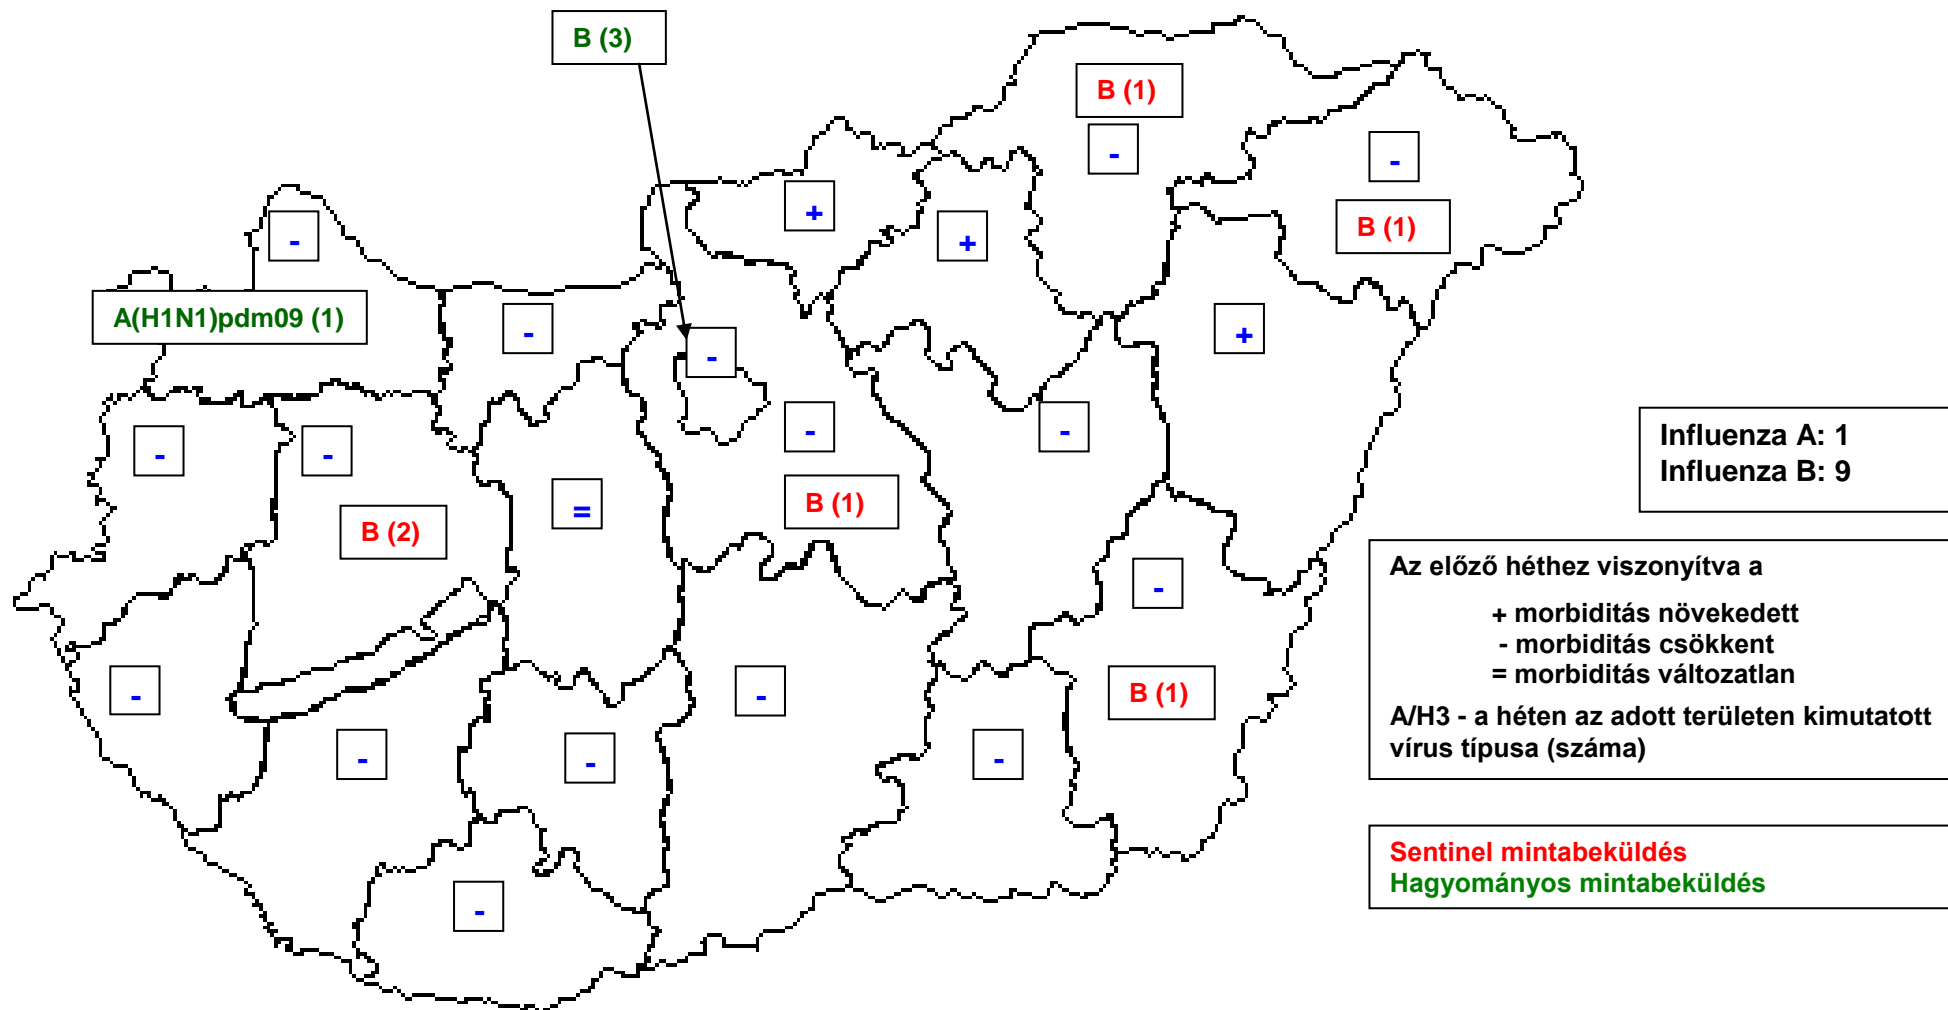 B (3)
B (1)
-
-
+
B (1)
-
+
A(H1N1)pdm09 (1)
-
+
-
-
-
-
-
-
Influenza A: 1
Influenza B: 9
=
B (1)
B (2)
Az előző héthez viszonyítva a
+ morbiditás növekedett
- morbiditás csökkent
= morbiditás változatlan
A/H3 - a héten az adott területen kimutatott
vírus típusa (száma)
-
-
-
B (1)
-
-
-
Sentinel mintabeküldés
Hagyományos mintabeküldés
-